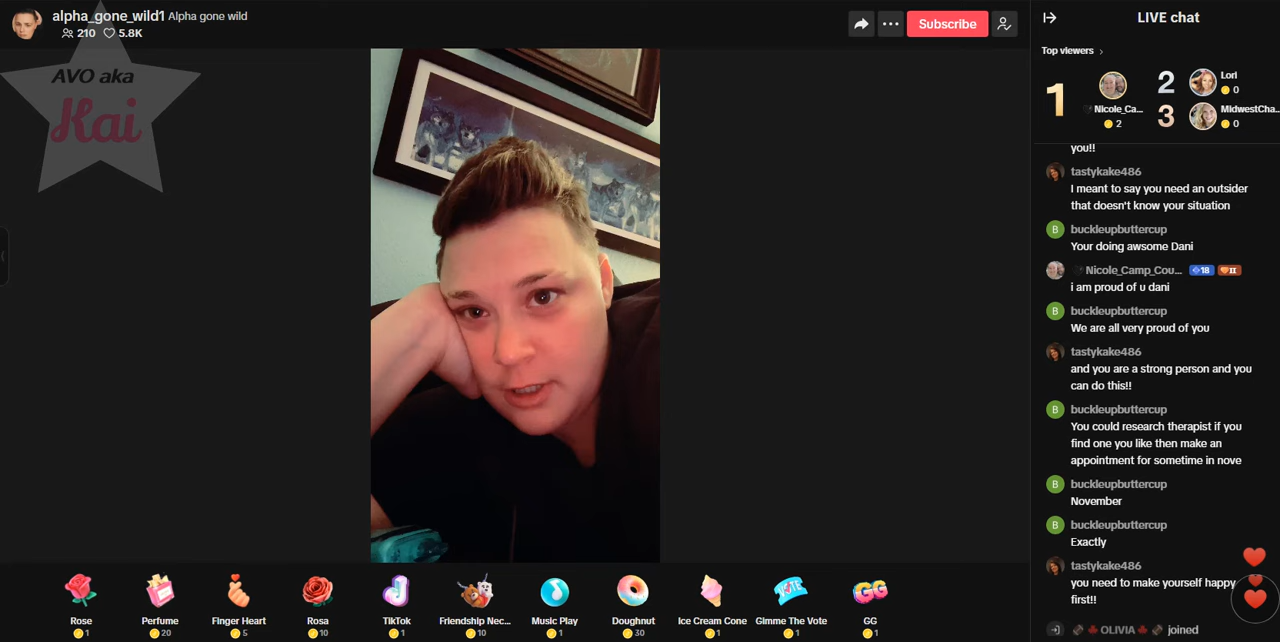 alpha_gone_wild1 Alpha gone wild
210 5.8K
Subscribe
AVO aka
Kai
LIVE chat
Top viewers
1
Nicole_Ca...
2
2
Lori
0
3
MidwestCha...
0
you!!
tastykake486
I meant to say you need an outsider
that doesn't know your situation
B
buckleupbuttercup
Your doing awsome Dani
Nicole_Camp_Cou... 18 II
i am proud of u dani
B
buckleupbuttercup
We are all very proud of you
tastykake486
and you are a strong person and you
can do this!!
B
buckleupbuttercup
You could research therapist if you
find one you like then make an
appointment for sometime in nove
B
buckleupbuttercup
November
B
buckleupbuttercup
Exactly
tastykake486
you need to make yourself happy
first!!
OLIVIA joined
VOTE
GG
Rose
1
Perfume
20
Finger Heart
5
Rosa
10
TikTok
1
Friendship Nec...
10
Music Play
1
Doughnut
30
Ice Cream Cone
1
Gimme The Vote
1
GG
1